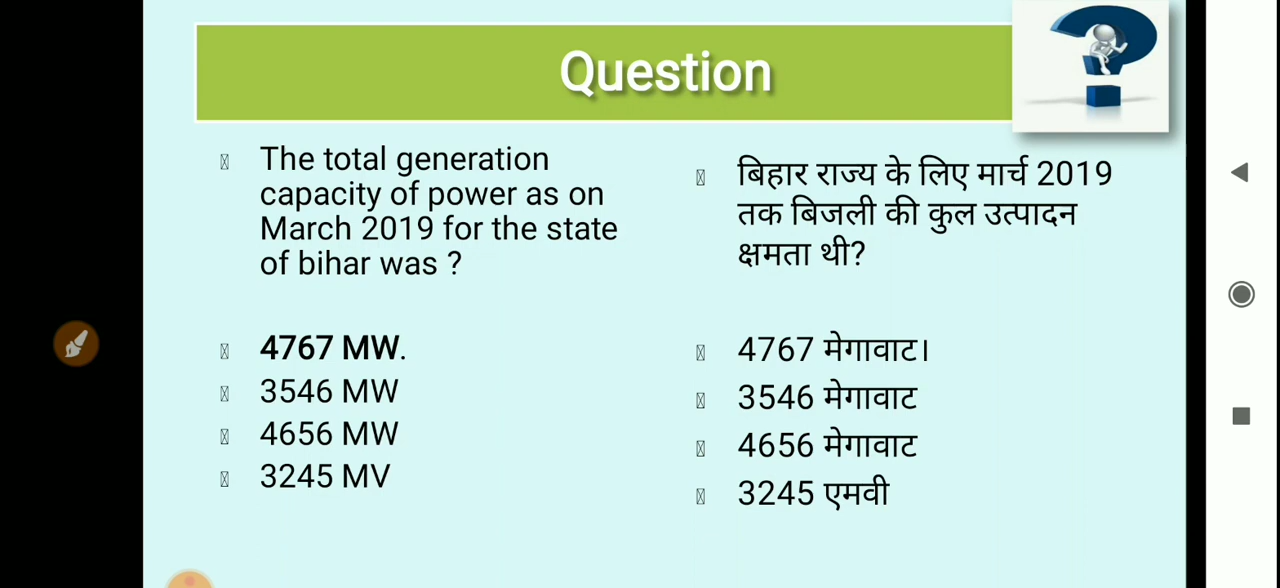 Question
The total generation
capacity of power as on
March 2019 for the state
of bihar was ?
4767 MW.
3546 MW
4656 MW
3245 MV
बिहार राज्य के लिए मार्च 2019
तक बिजली की कुल उत्पादन
क्षमता थी?
4767 मेगावाट।
3546 मेगावाट
4656 मेगावाट
3245 एमवी